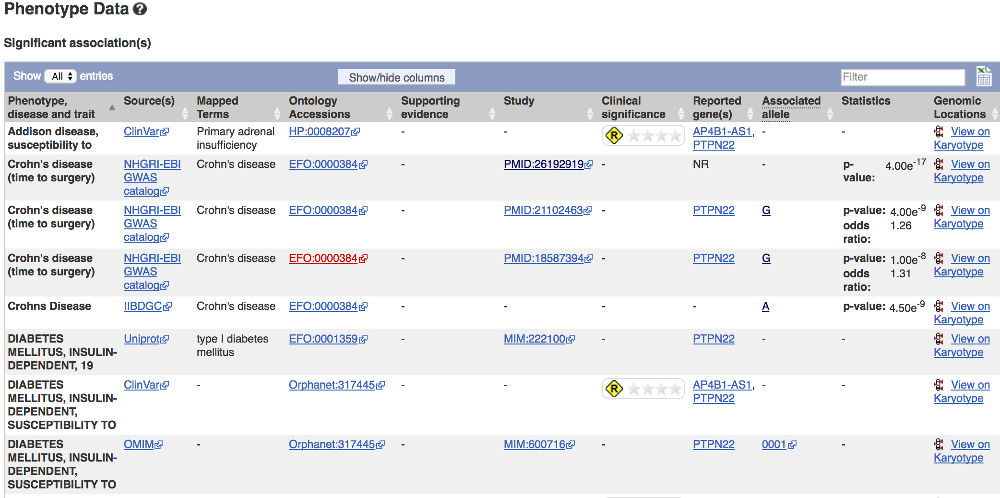 Phenotype Data ?
Significant association(s)
Show All entries Show/hide columns Filter
Phenotype, disease and trait Source(s) Mapped Terms Ontology Accessions Supporting evidence Study Clinical significance Reported gene(s) Associated allele Statistics Genomic Locations
Addison disease, ClinVar Primary adrenal HP:0008207 - - R AP4B1-AS1, - - View on
susceptibility to insufficiency PTPN22 Karyotype
Crohn's disease NHGRI-EBI Crohn's disease EFO:0000384 - PMID:26192919 - NR - p- 4.00e-17 View on
(time to surgery) GWAS value: Karyotype
catalog
Crohn's disease NHGRI-EBI Crohn's disease EFO:0000384 - PMID:21102463 - PTPN22 G p-value: 4.00e-9 View on
(time to surgery) GWAS odds 1.26 Karyotype
catalog ratio:
Crohn's disease NHGRI-EBI Crohn's disease EFO:0000384 - PMID:18587394 - PTPN22 G p-value: 1.00e-8 View on
(time to surgery) GWAS odds 1.31 Karyotype
catalog ratio:
Crohns Disease IIBDGC Crohn's disease EFO:0000384 - - - - A p-value: 4.50e-9 View on
Karyotype
DIABETES Uniprot type I diabetes EFO:0001359 - MIM:222100 - PTPN22 - - View on
MELLITUS, INSULIN- mellitus Karyotype
DEPENDENT, 19
DIABETES ClinVar - Orphanet:317445 - - R AP4B1-AS1, - - View on
MELLITUS, INSULIN- PTPN22 Karyotype
DEPENDENT,
SUSCEPTIBILITY TO
DIABETES OMIM - Orphanet:317445 - MIM:600716 - PTPN22 0001 - View on
MELLITUS, INSULIN- Karyotype
DEPENDENT,
SUSCEPTIBILITY TO